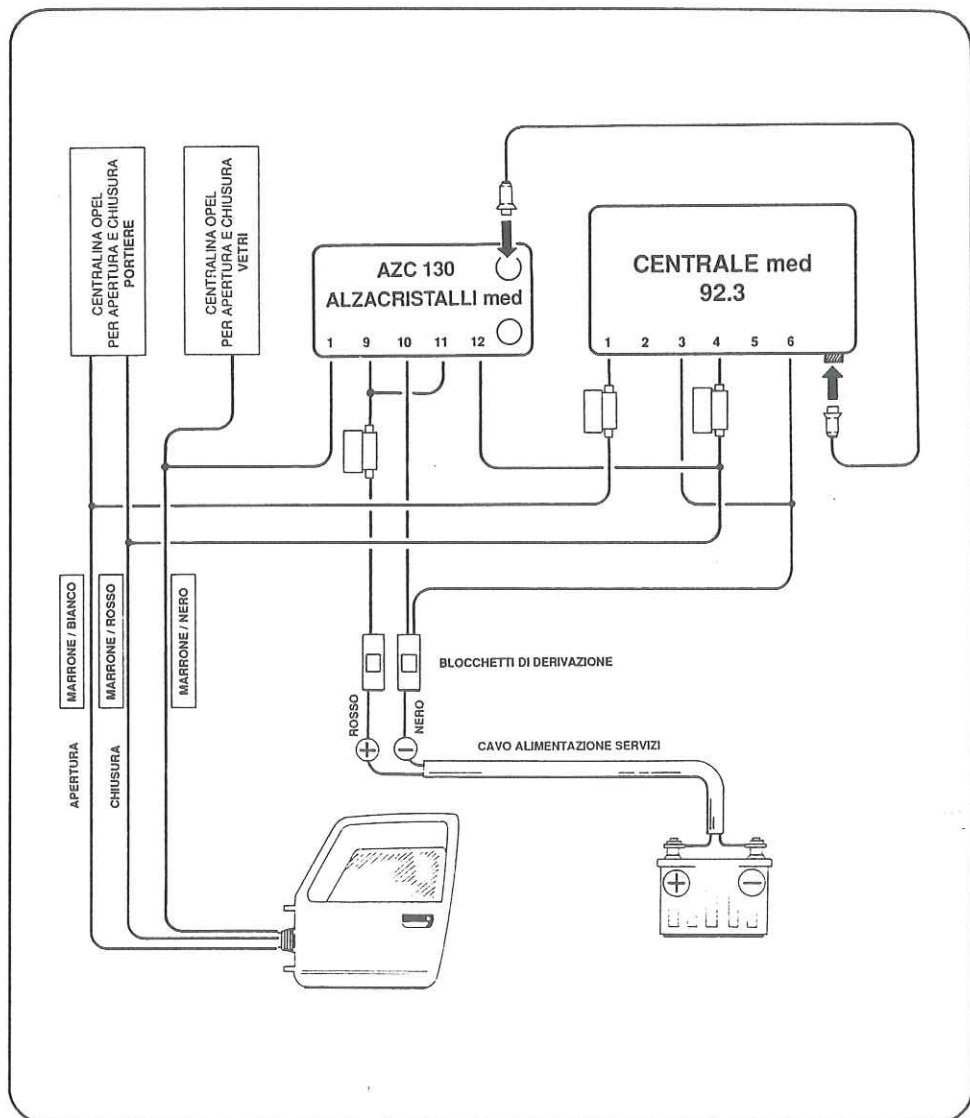 CENTRALINA OPEL
PER APERTURA E CHIUSURA
PORTIERE
CENTRALINA OPEL
PER APERTURA E CHIUSURA
VETRI
AZC 130
ALZACRISTALLI med
1 9 10 11 12
CENTRALE med
92.3
1 2 3 4 5 6
MARRONE / BIANCO
MARRONE / ROSSO
MARRONE / NERO
APERTURA
CHIUSURA
BLOCCHETTI DI DERIVAZIONE
ROSSO
NERO
+
−
CAVO ALIMENTAZIONE SERVIZI
+
−